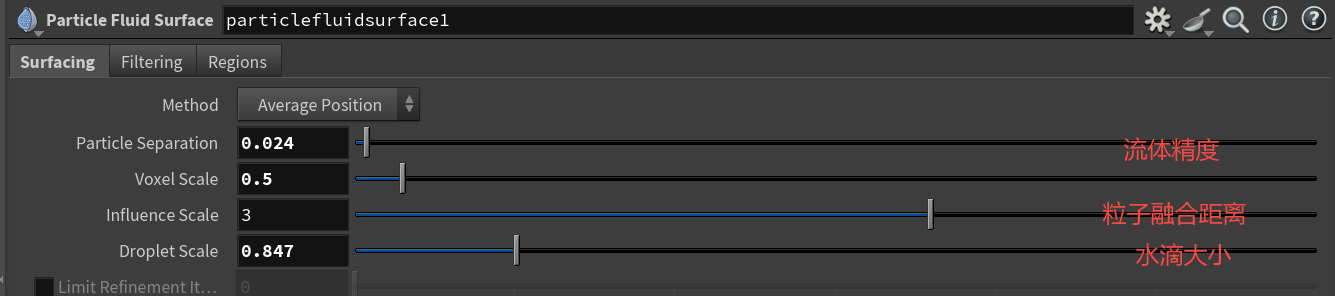 Particle Fluid Surface particlefluidsurface1
Surfacing Filtering Regions
Method Average Position
Particle Separation 0.024 流体精度
Voxel Scale 0.5
Influence Scale 3 粒子融合距离
Droplet Scale 0.847 水滴大小
Limit Refinement It… 0